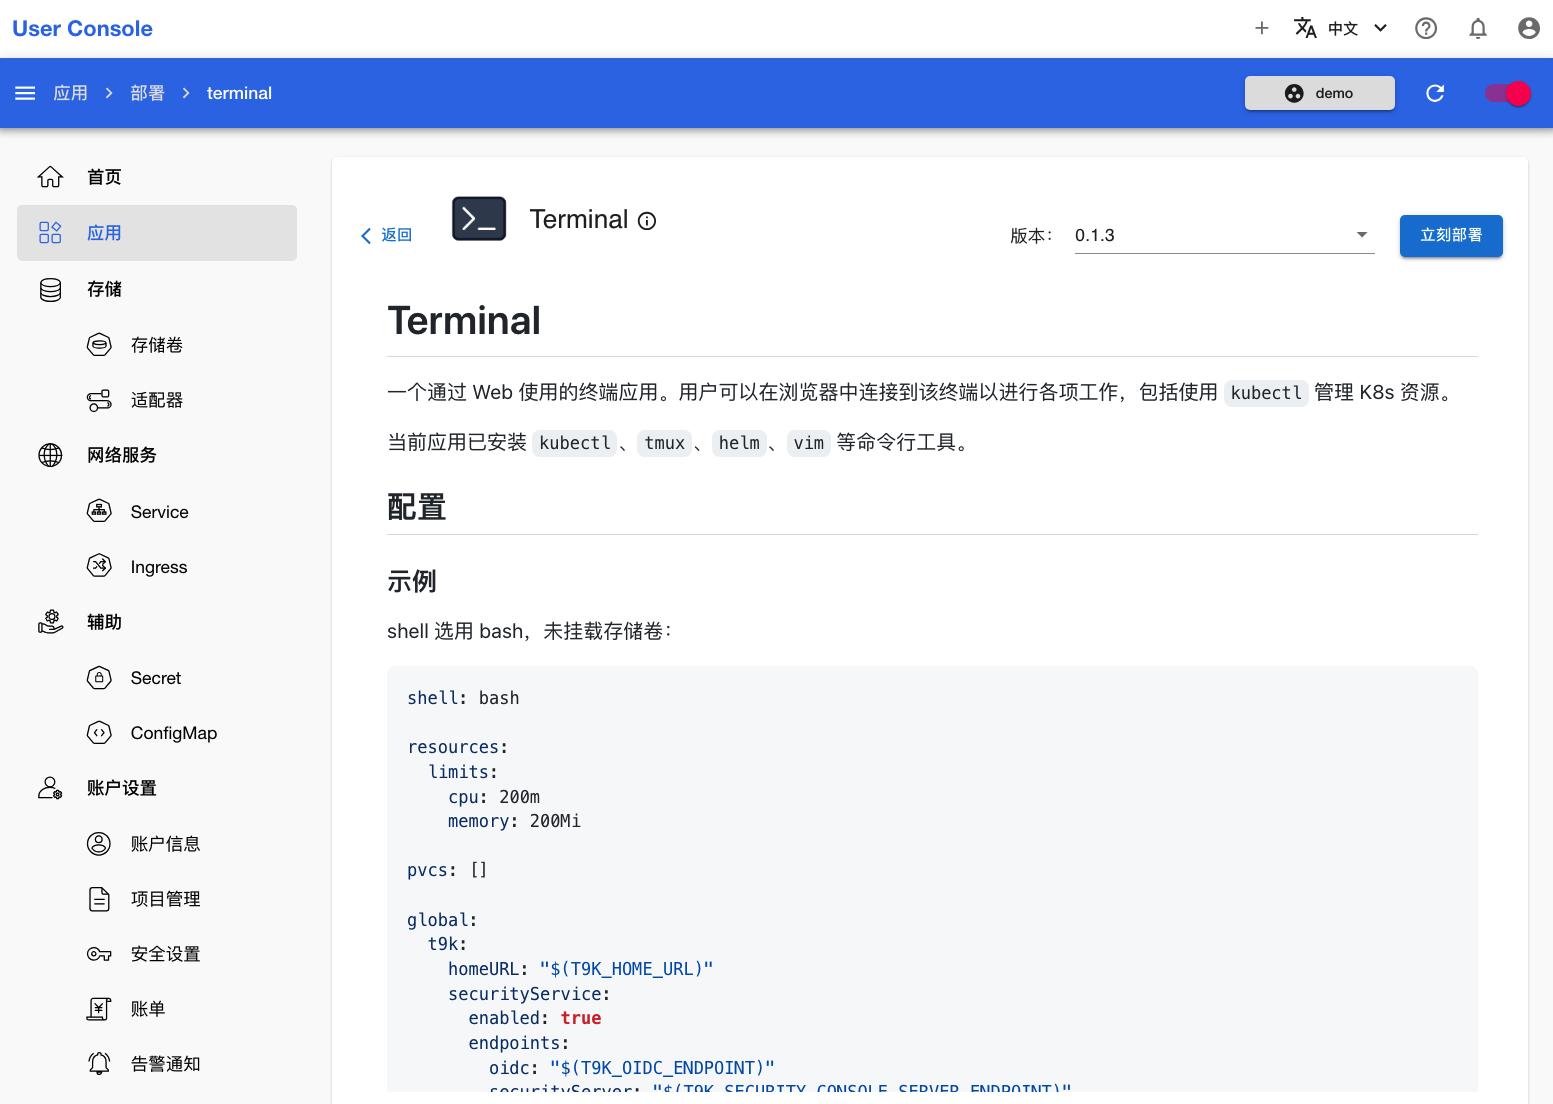 User Console
中文
应用
部署
terminal
demo
首页
应用
存储
存储卷
适配器
网络服务
Service
Ingress
辅助
Secret
ConfigMap
账户设置
账户信息
项目管理
安全设置
账单
告警通知
返回
Terminal
版本：
0.1.3
立刻部署
Terminal
一个通过 Web 使用的终端应用。用户可以在浏览器中连接到该终端以进行各项工作，包括使用 kubectl 管理 K8s 资源。
当前应用已安装 kubectl、tmux、helm、vim 等命令行工具。
配置
示例
shell 选用 bash，未挂载存储卷：
shell: bash
resources:
  limits:
    cpu: 200m
    memory: 200Mi
pvcs: []
global:
  t9k:
    homeURL: "$(T9K_HOME_URL)"
    securityService:
      enabled: true
      endpoints:
        oidc: "$(T9K_OIDC_ENDPOINT)"
        securityServer: "$(T9K_SECURITY_CONSOLE_SERVER_ENDPOINT)"